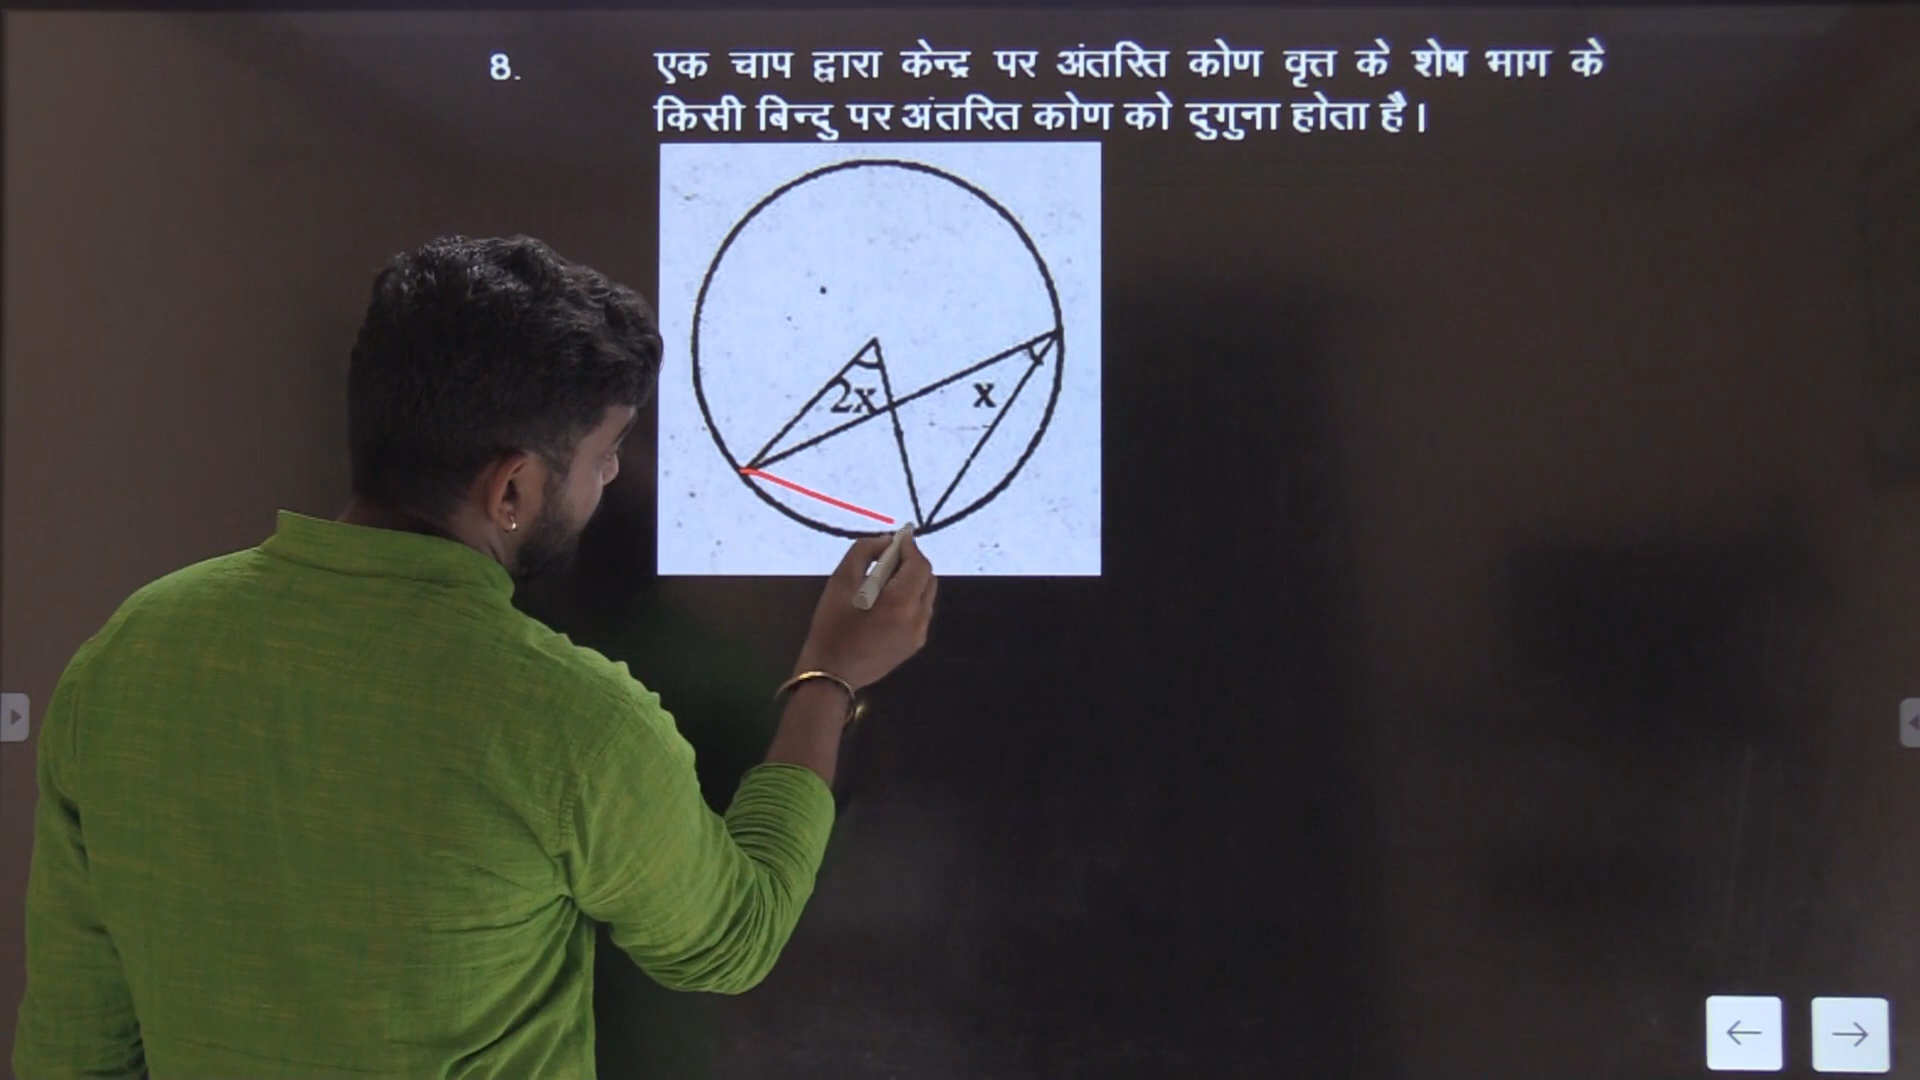 8. एक चाप द्वारा केन्द्र पर अंतरित कोण वृत्त के शेष भाग के
किसी बिन्दु पर अंतरित कोण को दुगुना होता है।
2x x